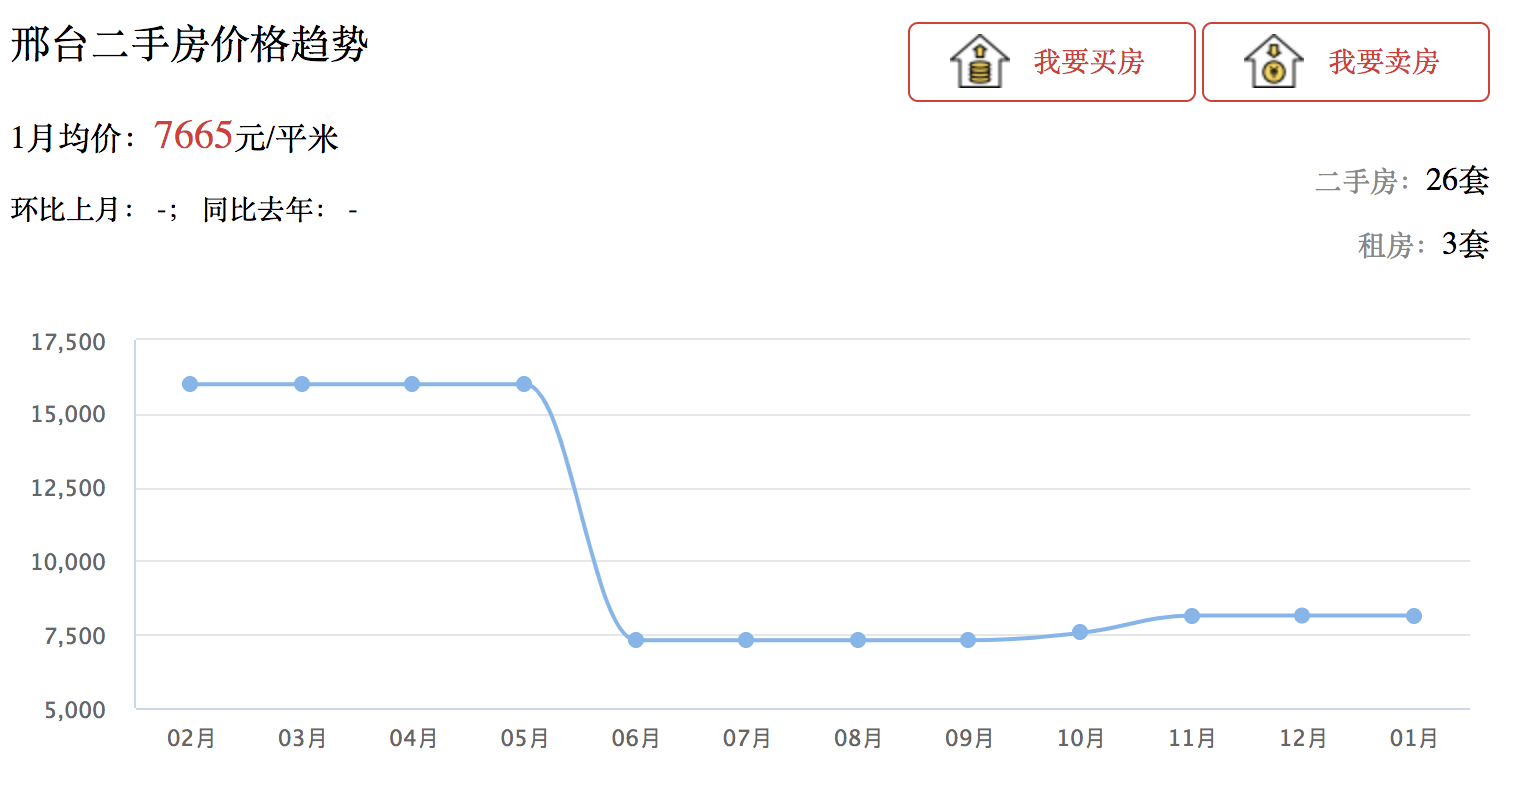 邢台二手房价格趋势
我要买房
我要卖房
1月均价：7665元/平米
环比上月： -； 同比去年： -
二手房：26套
租房：3套
17,500
15,000
12,500
10,000
7,500
5,000
02月 03月 04月 05月 06月 07月 08月 09月 10月 11月 12月 01月